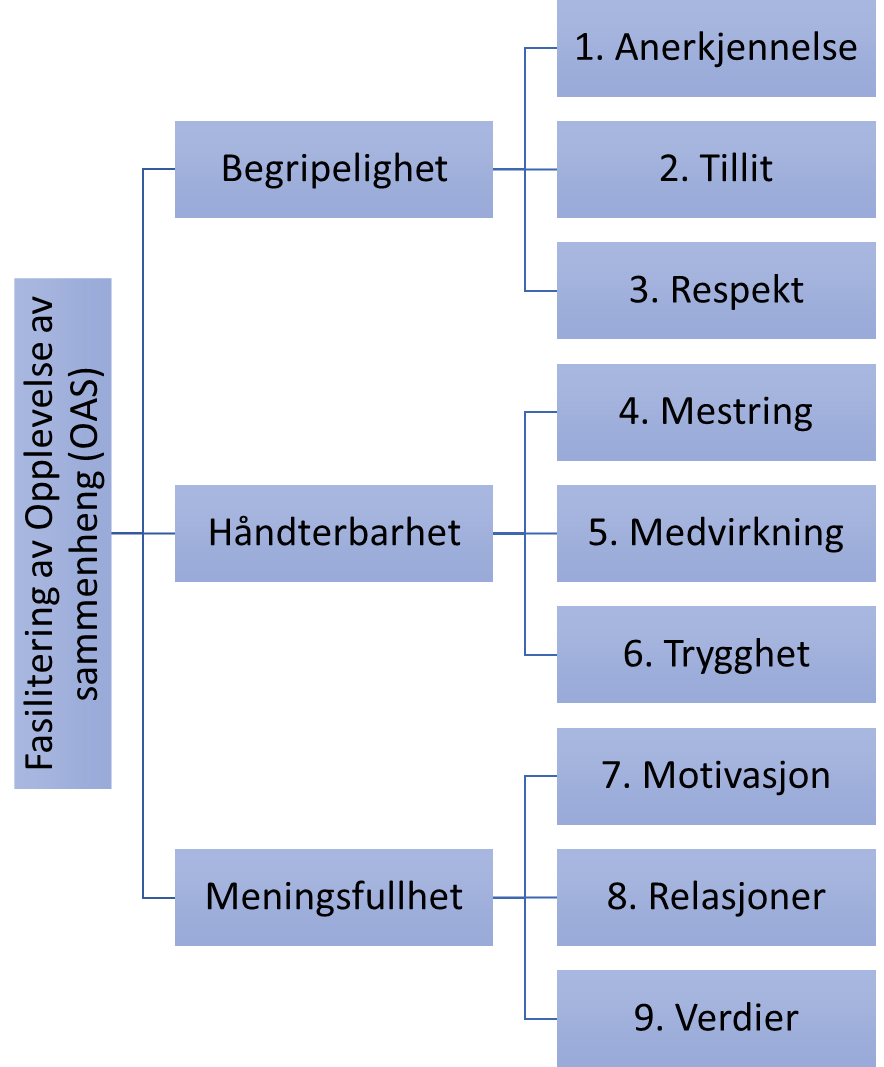 Fasilitering av Opplevelse av
sammenheng (OAS)
Begripelighet
1. Anerkjennelse
2. Tillit
3. Respekt
Håndterbarhet
4. Mestring
5. Medvirkning
6. Trygghet
Meningsfullhet
7. Motivasjon
8. Relasjoner
9. Verdier